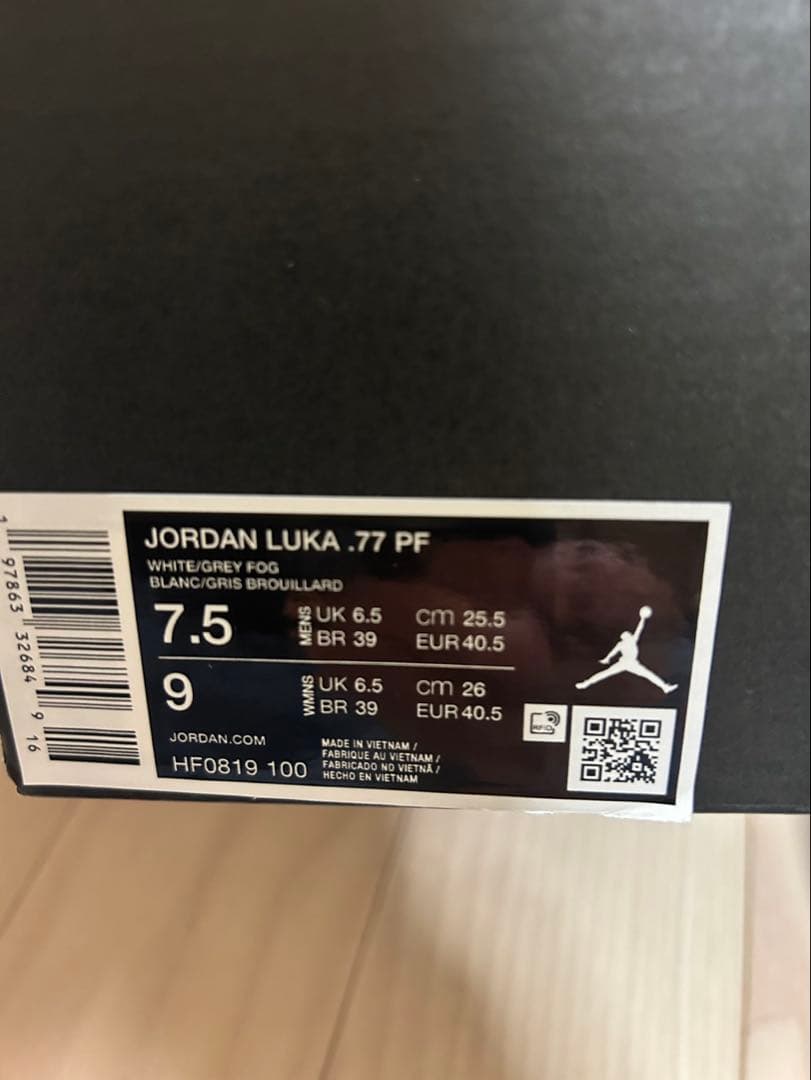 JORDAN LUKA .77 PF
WHITE/GREY FOG
BLANC/GRIS BROUILLARD
7.5 MENS UK 6.5 cm 25.5
BR 39 EUR 40.5
9 WMNS UK 6.5 cm 26
BR 39 EUR 40.5
JORDAN.COM
HF0819 100
MADE IN VIETNAM /
FABRIQUE AU VIETNAM /
FABRICADO NO VIETNÃ /
HECHO EN VIETNAM
RFID
1 97863 32684 9 16